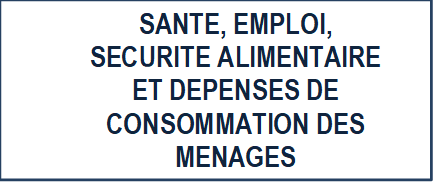 SANTE, EMPLOI,
SECURITE ALIMENTAIRE
ET DEPENSES DE
CONSOMMATION DES
MENAGES